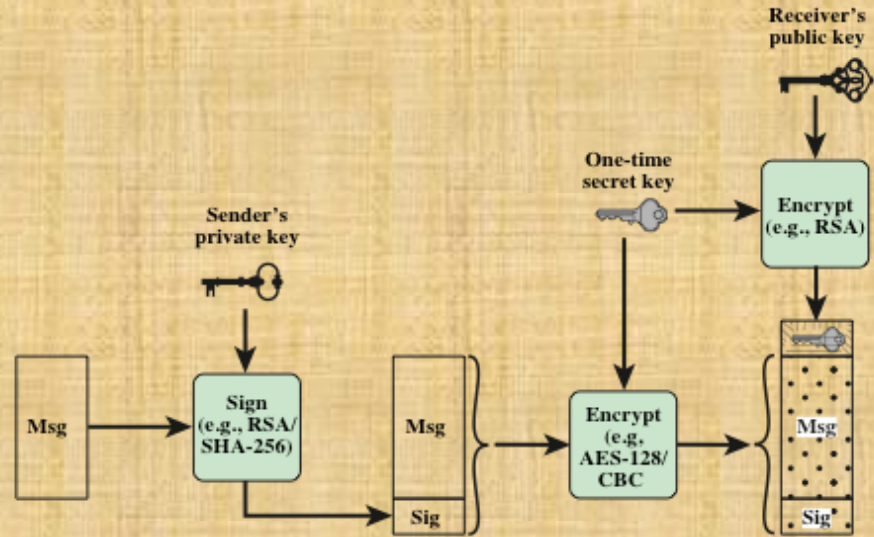 Receiver's
public key
One-time
secret key
Encrypt
(e.g., RSA)
Sender's
private key
Msg
Sign
(e.g., RSA/
SHA-256)
Msg
Sig
Encrypt
(e.g,
AES-128/
CBC
Msg
Sig